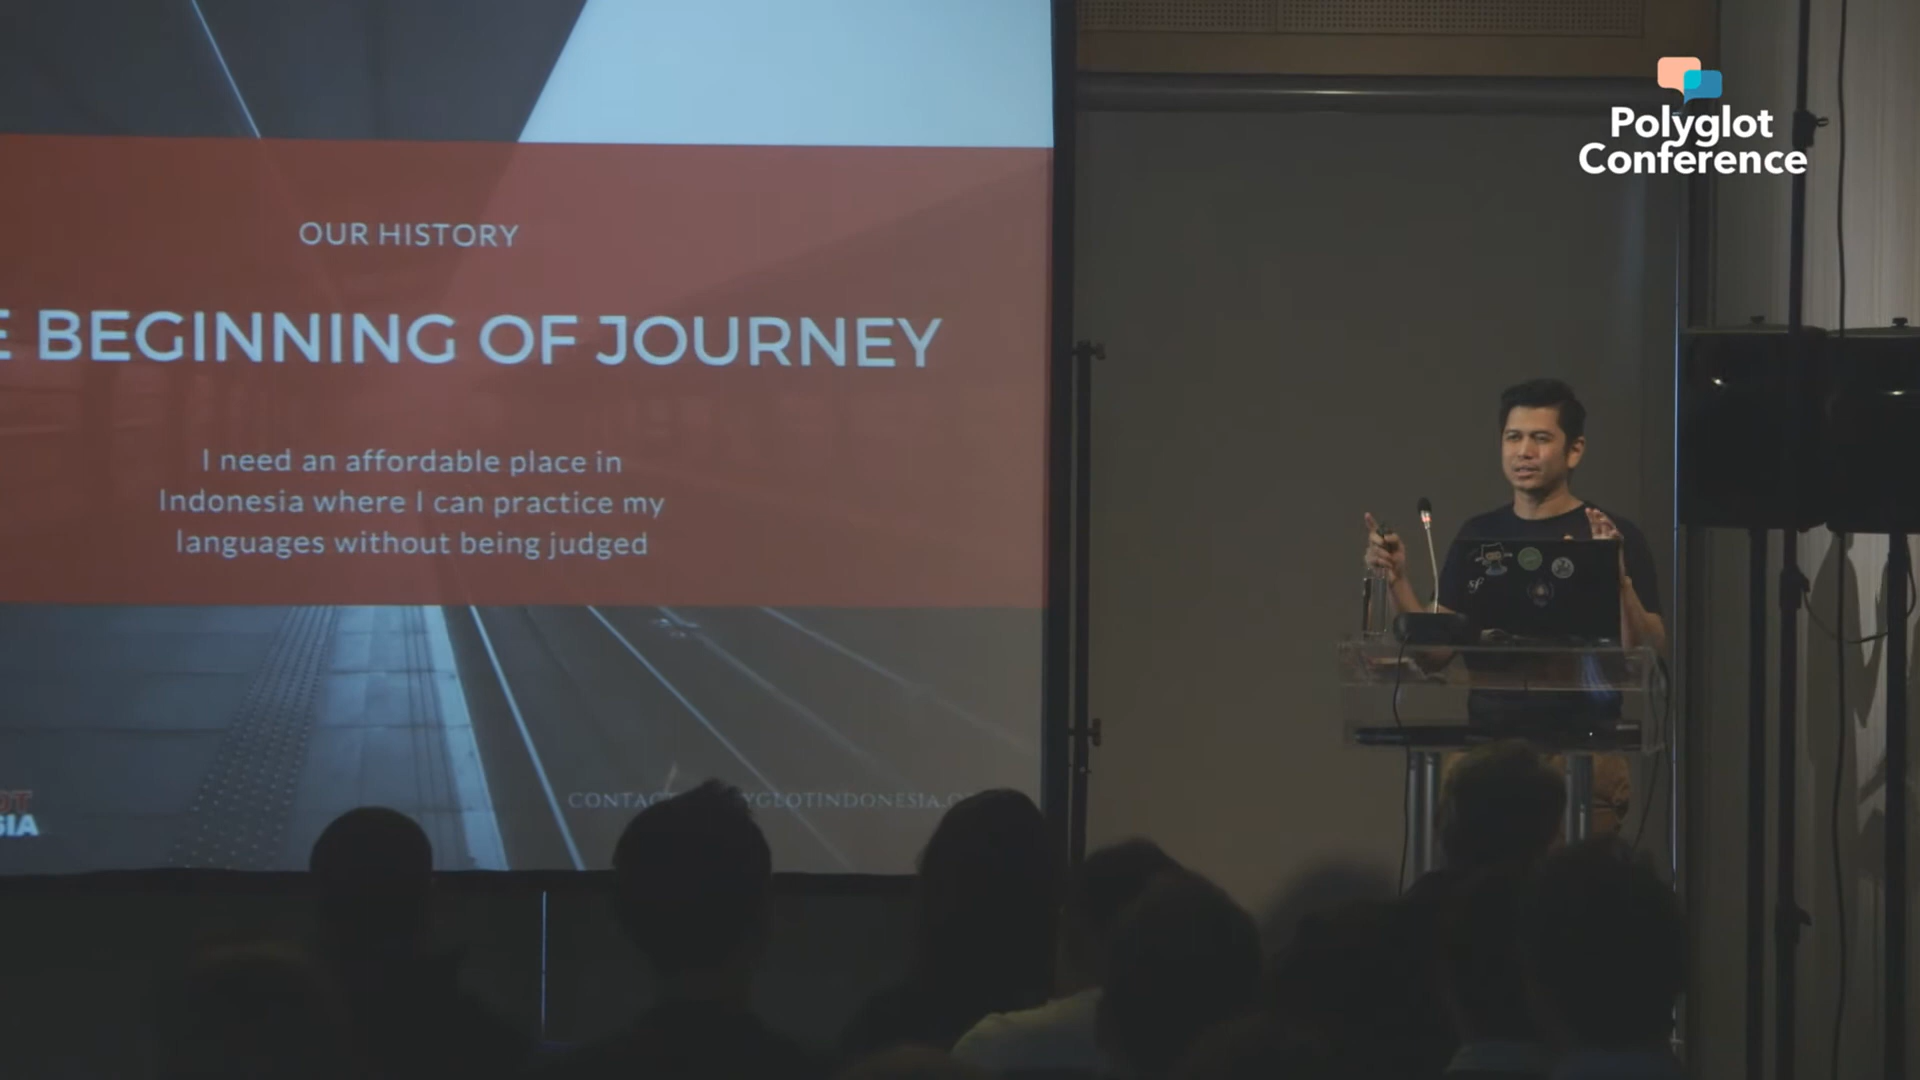 Polyglot
Conference
OUR HISTORY
E BEGINNING OF JOURNEY
I need an affordable place in
Indonesia where I can practice my
languages without being judged